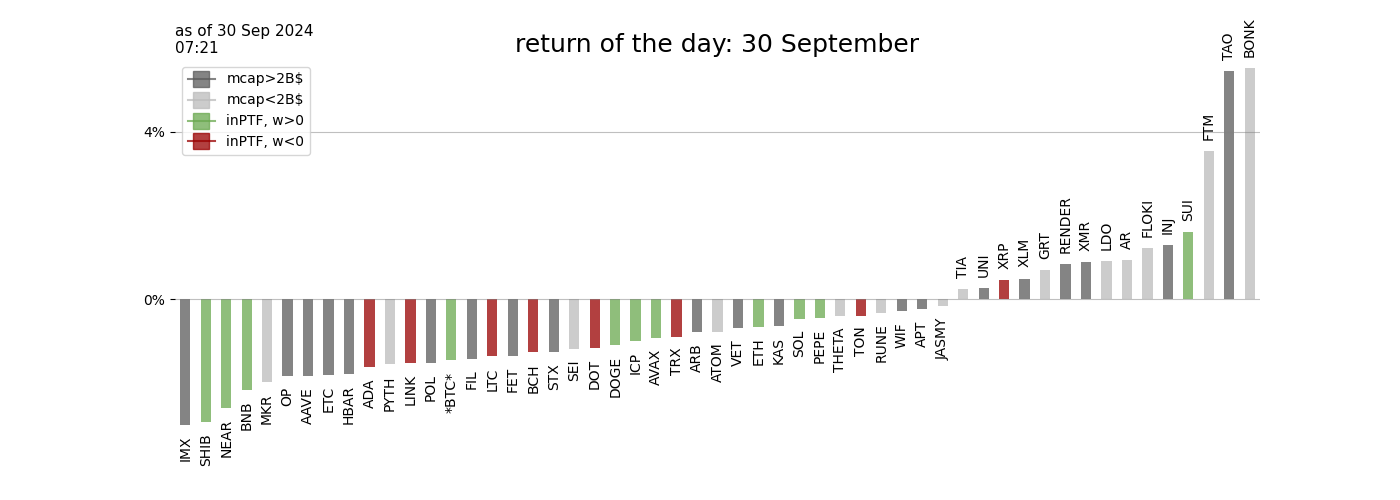 as of 30 Sep 2024
07:21
return of the day: 30 September
mcap>2B$
mcap<2B$
inPTF, w>0
inPTF, w<0
4%
0%
IMX
SHIB
NEAR
BNB
MKR
OP
AAVE
ETC
HBAR
ADA
PYTH
LINK
POL
*BTC*
FIL
LTC
FET
BCH
STX
SEI
DOT
DOGE
ICP
AVAX
TRX
ARB
ATOM
VET
ETH
KAS
SOL
PEPE
THETA
TON
RUNE
WIF
APT
JASMY
TIA
UNI
XRP
XLM
GRT
RENDER
XMR
LDO
AR
FLOKI
INJ
SUI
FTM
TAO
BONK